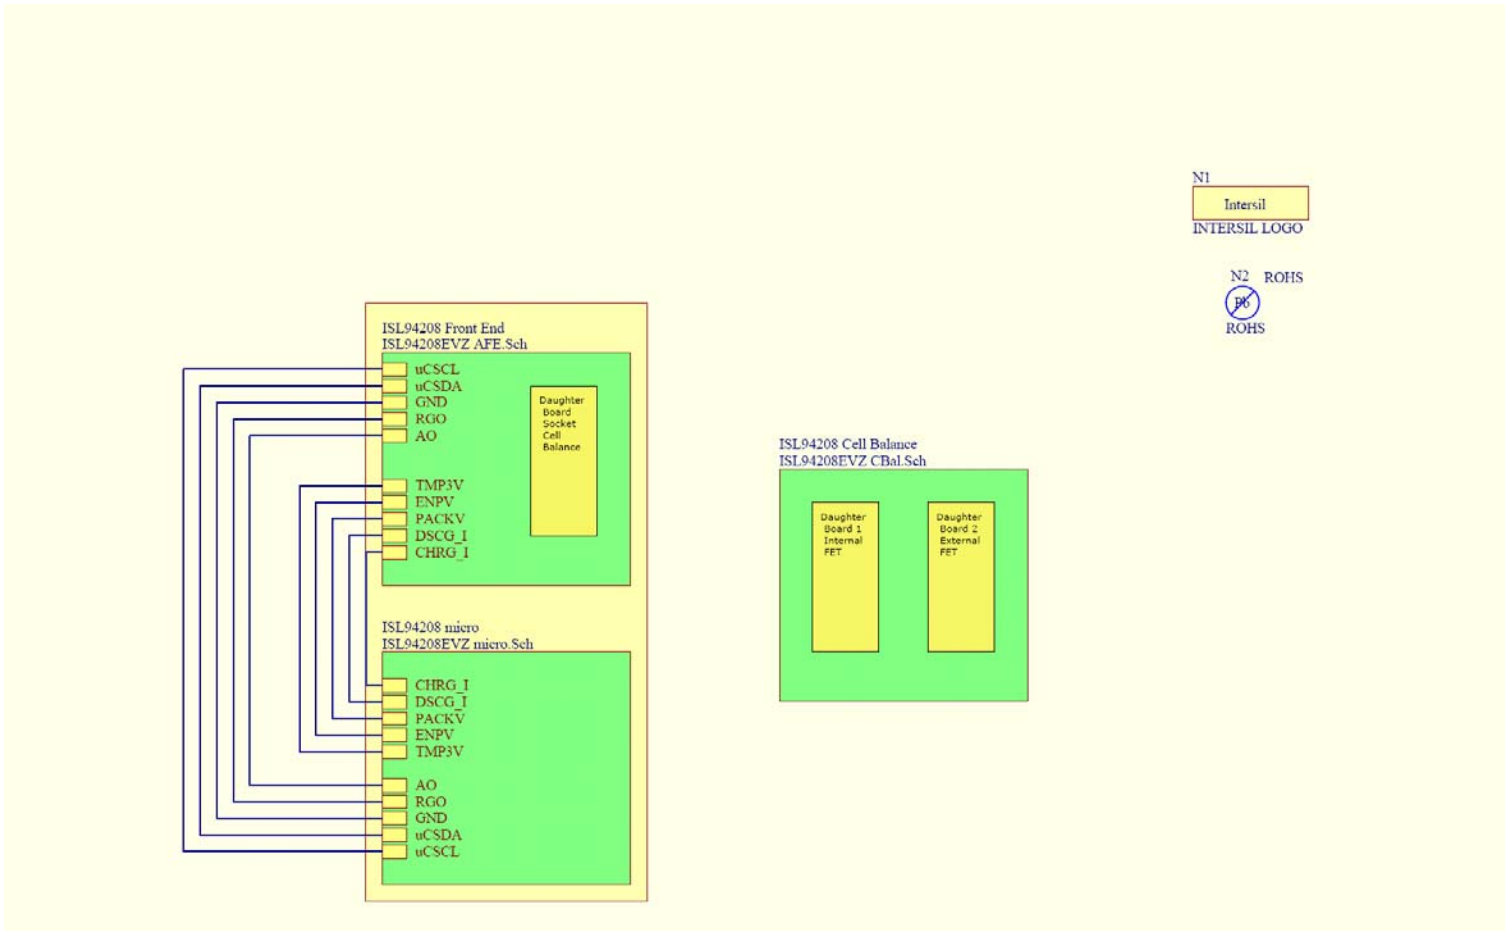 N1
Intersil
INTERSIL LOGO
N2 ROHS
Pb
ROHS
ISL94208 Front End
ISL94208EVZ AFE.Sch
uCSCL
uCSDA
GND
RGO
AO
TMP3V
ENPV
PACKV
DSCG_I
CHRG_I
Daughter
Board
Socket
Cell
Balance
ISL94208 Cell Balance
ISL94208EVZ CBal.Sch
Daughter
Board 1
Internal
FET
Daughter
Board 2
External
FET
ISL94208 micro
ISL94208EVZ micro.Sch
CHRG_I
DSCG_I
PACKV
ENPV
TMP3V
AO
RGO
GND
uCSDA
uCSCL